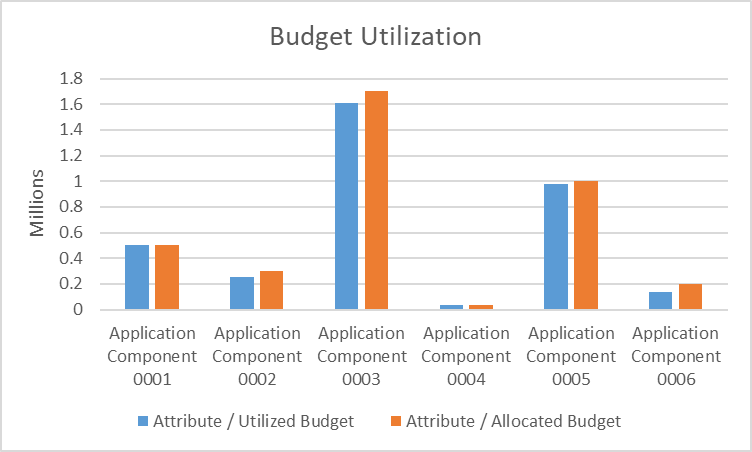 Budget Utilization
1.8
1.6
1.4
1.2
1
0.8
0.6
0.4
0.2
0
Millions
Application Component 0001
Application Component 0002
Application Component 0003
Application Component 0004
Application Component 0005
Application Component 0006
Attribute / Utilized Budget
Attribute / Allocated Budget